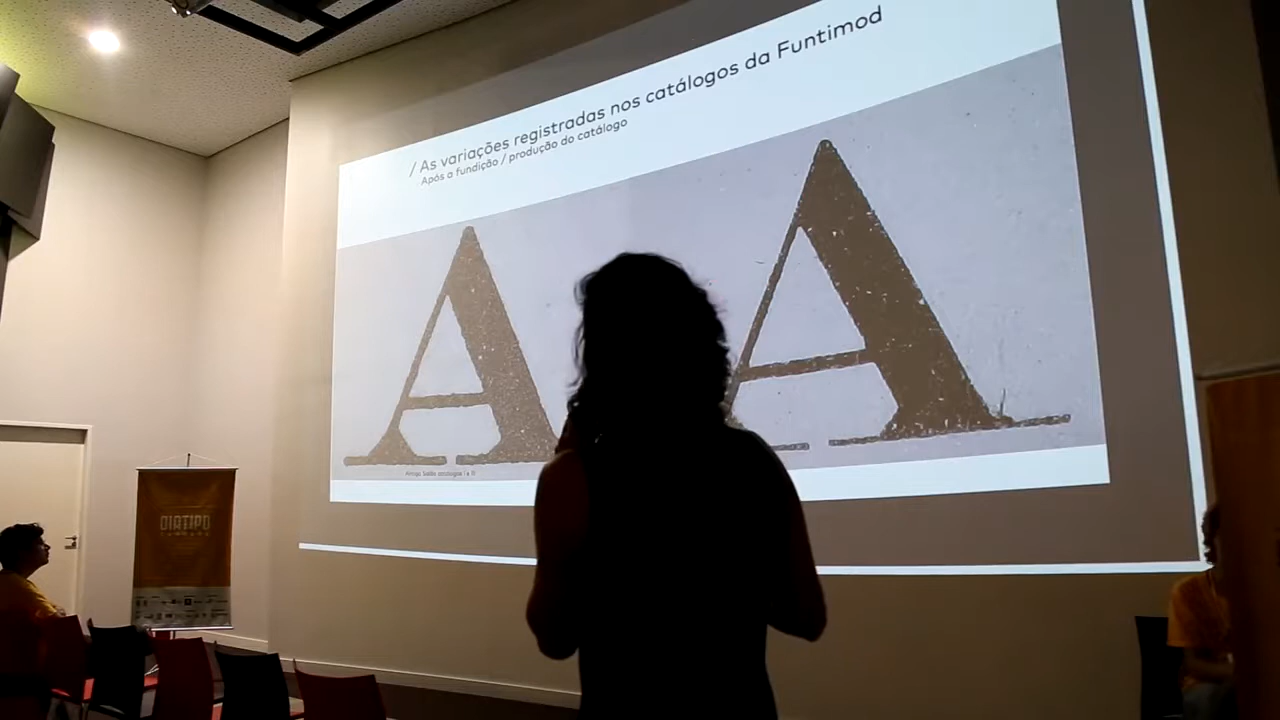 / As variações registradas nos catálogos da Funtimod
Após a fundição / produção do catálogo
A A
DIATIPO